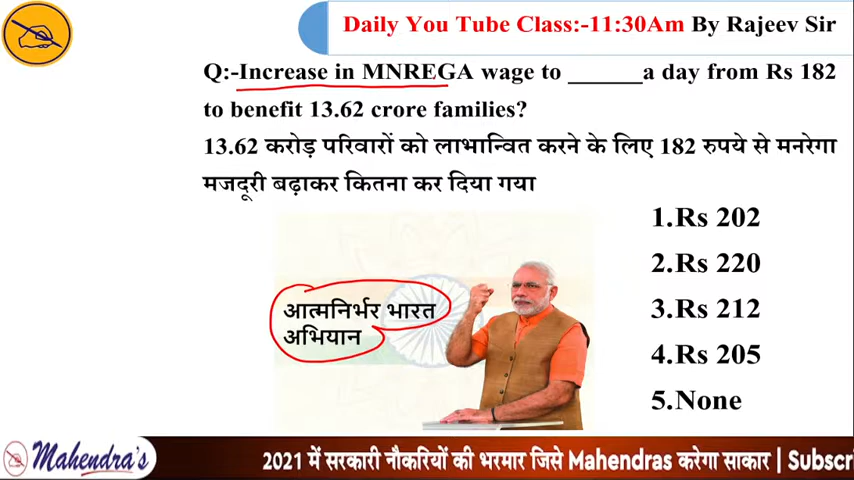 Daily You Tube Class:-11:30Am By Rajeev Sir
Q:-Increase in MNREGA wage to ______a day from Rs 182
to benefit 13.62 crore families?
13.62 करोड़ परिवारों को लाभान्वित करने के लिए 182 रुपये से मनरेगा
मजदूरी बढ़ाकर कितना कर दिया गया
1.Rs 202
2.Rs 220
3.Rs 212
4.Rs 205
5.None
आत्मनिर्भर भारत
अभियान
Mahendra's
2021 में सरकारी नौकरियों की भरमार जिसे Mahendras करेगा साकार | Subscr